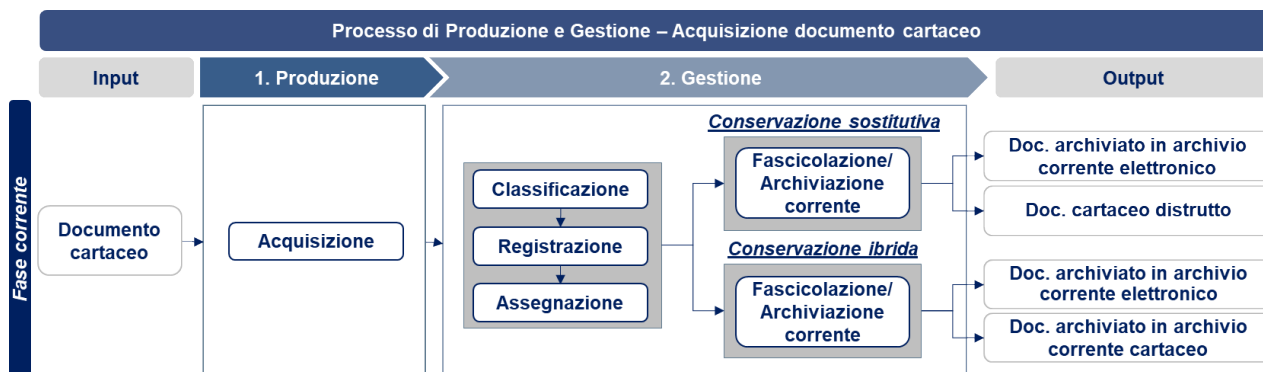 Processo di Produzione e Gestione – Acquisizione documento cartaceo
Input
1. Produzione
2. Gestione
Output
Fase corrente
Documento
cartaceo
Acquisizione
Classificazione
Registrazione
Assegnazione
Conservazione sostitutiva
Fascicolazione/
Archiviazione
corrente
Conservazione ibrida
Fascicolazione/
Archiviazione
corrente
Doc. archiviato in archivio
corrente elettronico
Doc. cartaceo distrutto
Doc. archiviato in archivio
corrente elettronico
Doc. archiviato in archivio
corrente cartaceo